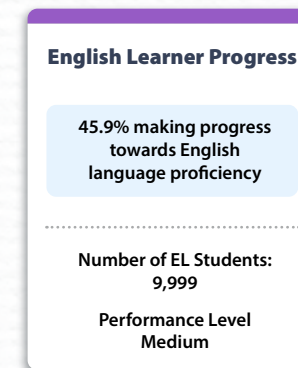 English Learner Progress
45.9% making progress
towards English
language proficiency
Number of EL Students:
9,999
Performance Level
Medium